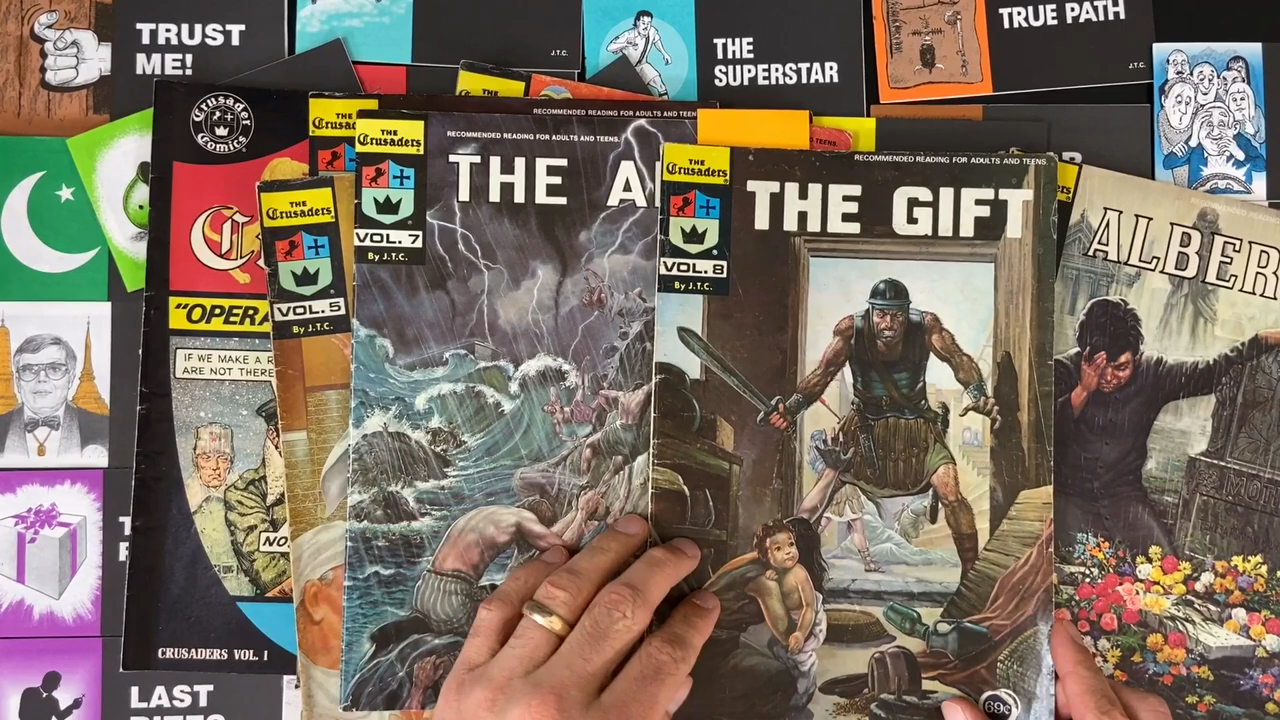 TRUST
ME!
J.T.C.
THE
SUPERSTAR
TRUE PATH
J.T.C.
Crusader
Comics
"OPERA
IF WE MAKE A R
ARE NOT THERE
NO
CRUSADERS VOL. I
THE
THE
Crusaders
VOL. 5
By J.T.C.
THE
Crusaders
VOL. 7
By J.T.C.
RECOMMENDED READING FOR ADULTS AND TEEN
RECOMMENDED READING FOR ADULTS AND TEENS.
THE A
TEENS.
THE
Crusaders
VOL. 8
By J.T.C.
RECOMMENDED READING FOR ADULTS AND TEENS.
THE GIFT
69¢
ALBER
MOT
LAST